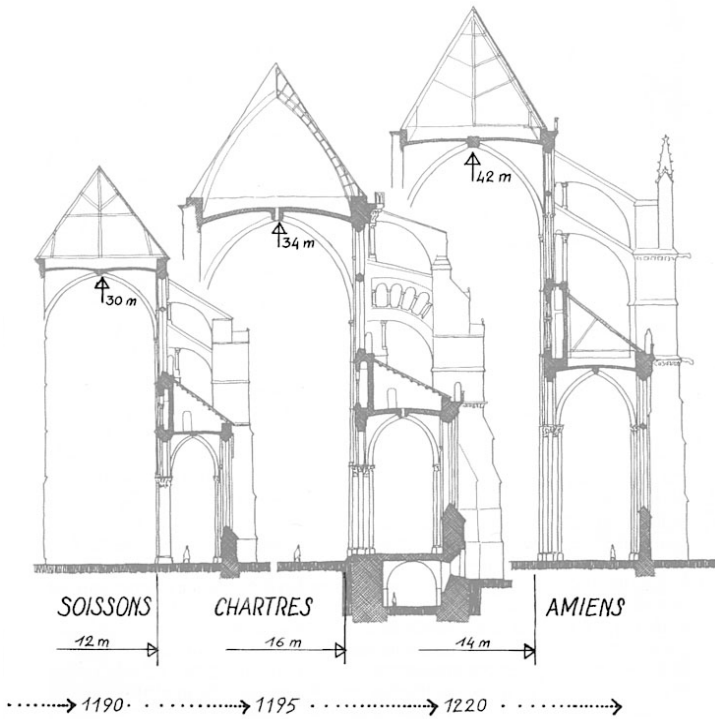 42 m
34 m
30 m
SOISSONS CHARTRES AMIENS
12 m 16 m 14 m
1190 1195 1220